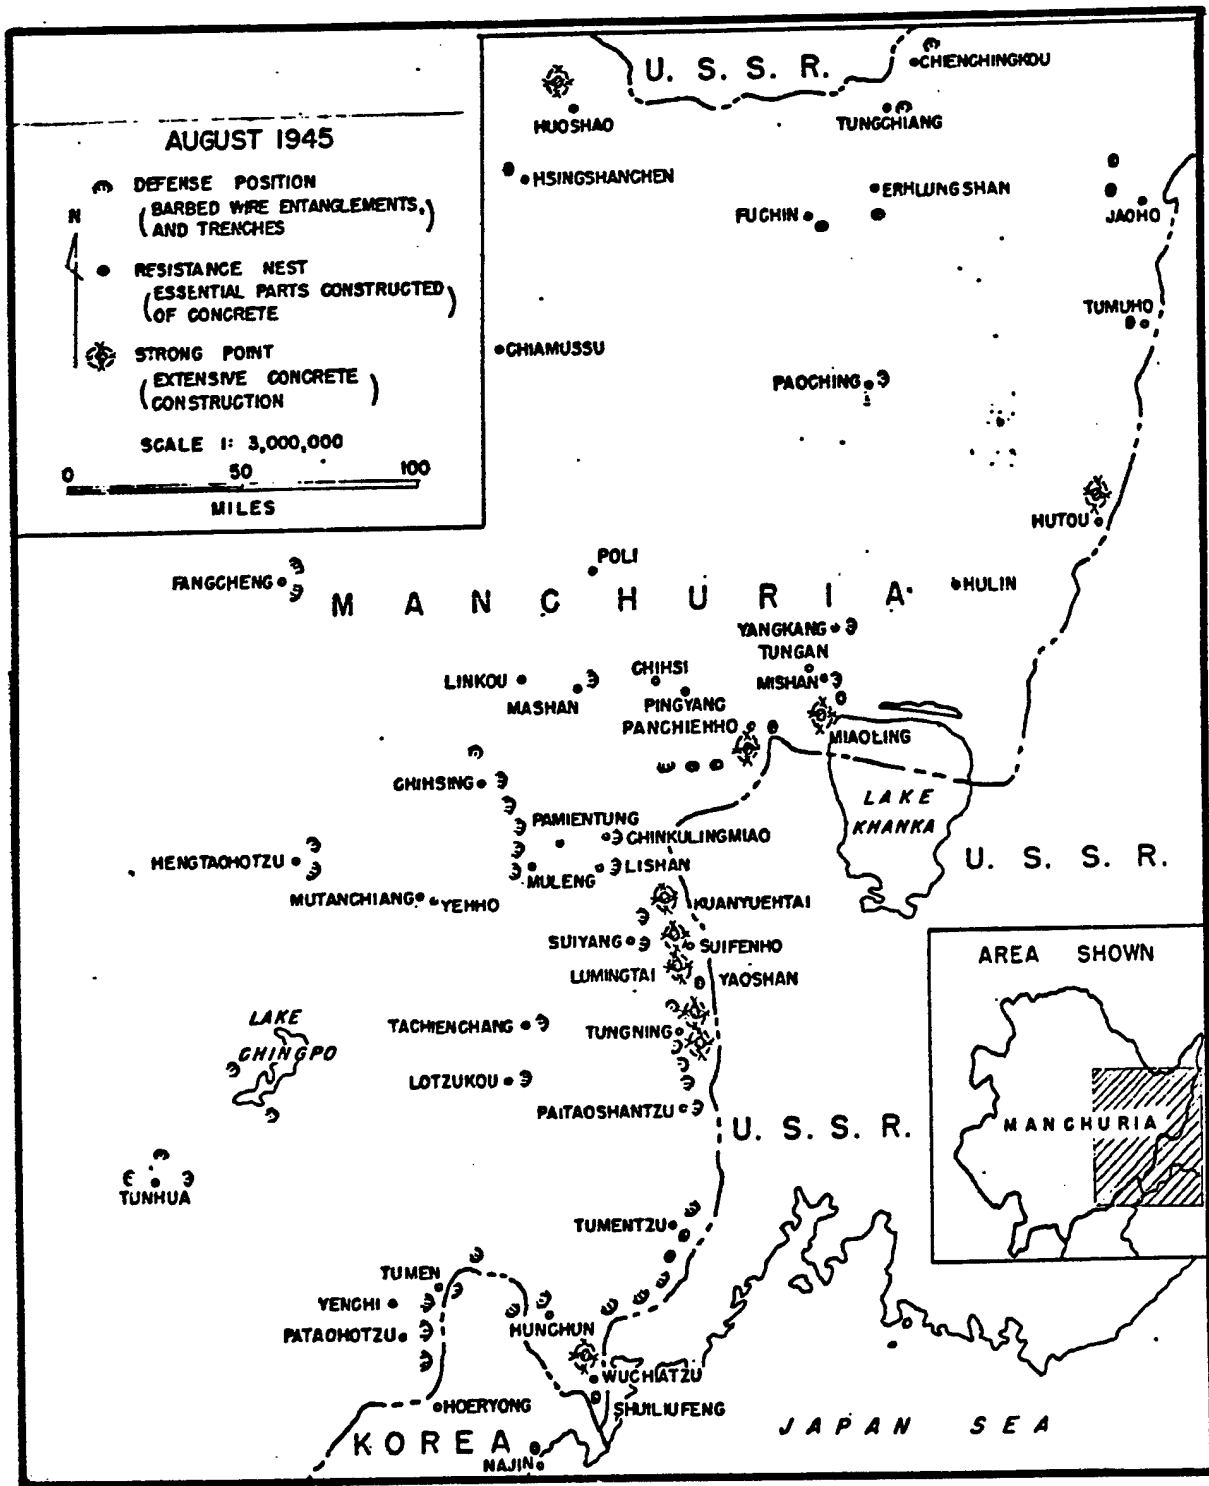 U. S. S. R.
CHIENCHINGKOU
HUOSHAO
TUNGCHIANG
AUGUST 1945
DEFENSE POSITION
(BARBED WIRE ENTANGLEMENTS,
AND TRENCHES)
N
RESISTANCE NEST
(ESSENTIAL PARTS CONSTRUCTED
OF CONCRETE)
STRONG POINT
(EXTENSIVE CONCRETE
CONSTRUCTION)
SCALE 1: 3,000,000
0 50 100
MILES
HSINGSHANCHEN
ERHLUNGSHAN
FUCHIN
JAOHO
TUMUHO
CHIAMUSSU
PAOCHING
HUTOU
POLI
FANGCHENG
HULIN
MANCHURIA
YANGKANG
TUNGAN
CHIHSI
LINKOU
MISHAN
MASHAN
PINGYANG
PANCHIEHHO
MIAOLING
CHIHSING
LAKE
KHANKA
PAMIENTUNG
CHINKULINGMIAO
HENGTAOHOTZU
U. S. S. R.
MULENG
LISHAN
MUTANCHIANG
YEHHO
KUANYUEHTAI
SUIYANG
SUIFENHO
AREA SHOWN
LUMINGTAI
YAOSHAN
LAKE
CHINGPO
TACHIENCHANG
TUNGNING
LOTZUKOU
PAITAOSHANTZU
U. S. S. R.
MANCHURIA
TUNHUA
TUMENTZU
TUMEN
YENCHI
HUNCHUN
PATAOHOTZU
WUCHIATZU
HOERYONG
SHUILIUFENG
JAPAN SEA
KOREA
NAJIN